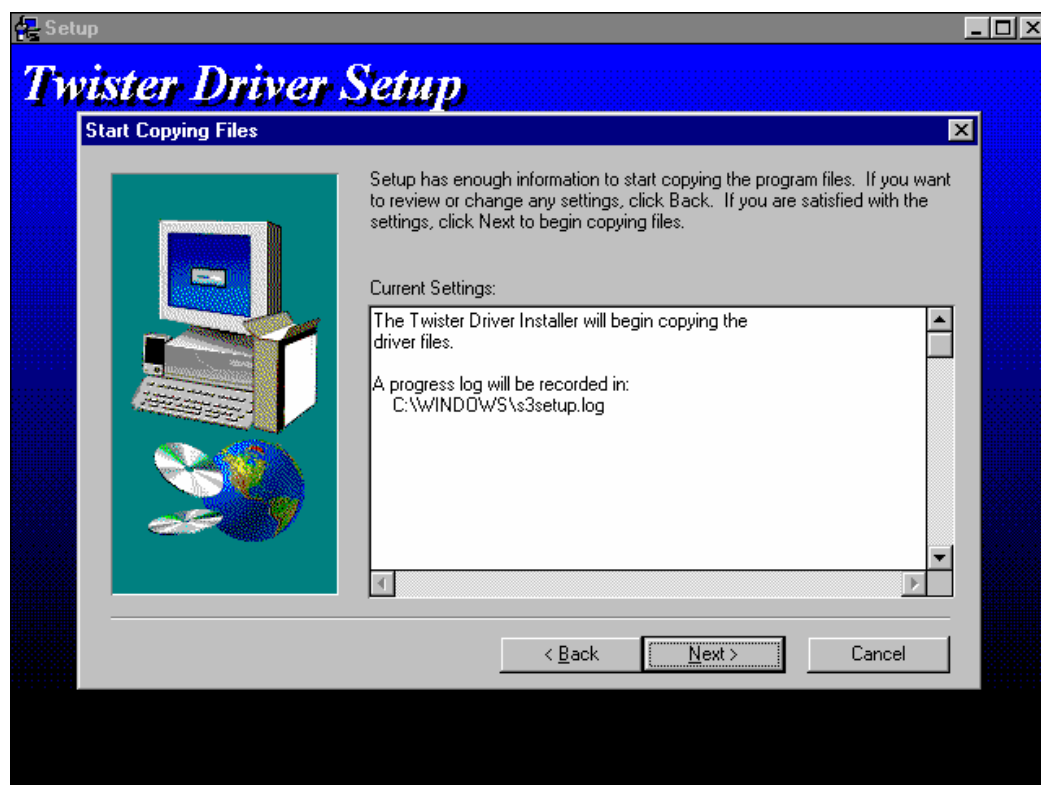 Setup
Twister Driver Setup
Start Copying Files
Setup has enough information to start copying the program files.  If you want
to review or change any settings, click Back.  If you are satisfied with the
settings, click Next to begin copying files.
Current Settings:
The Twister Driver Installer will begin copying the
driver files.
A progress log will be recorded in:
C:\WINDOWS\s3setup.log
< Back
Next >
Cancel